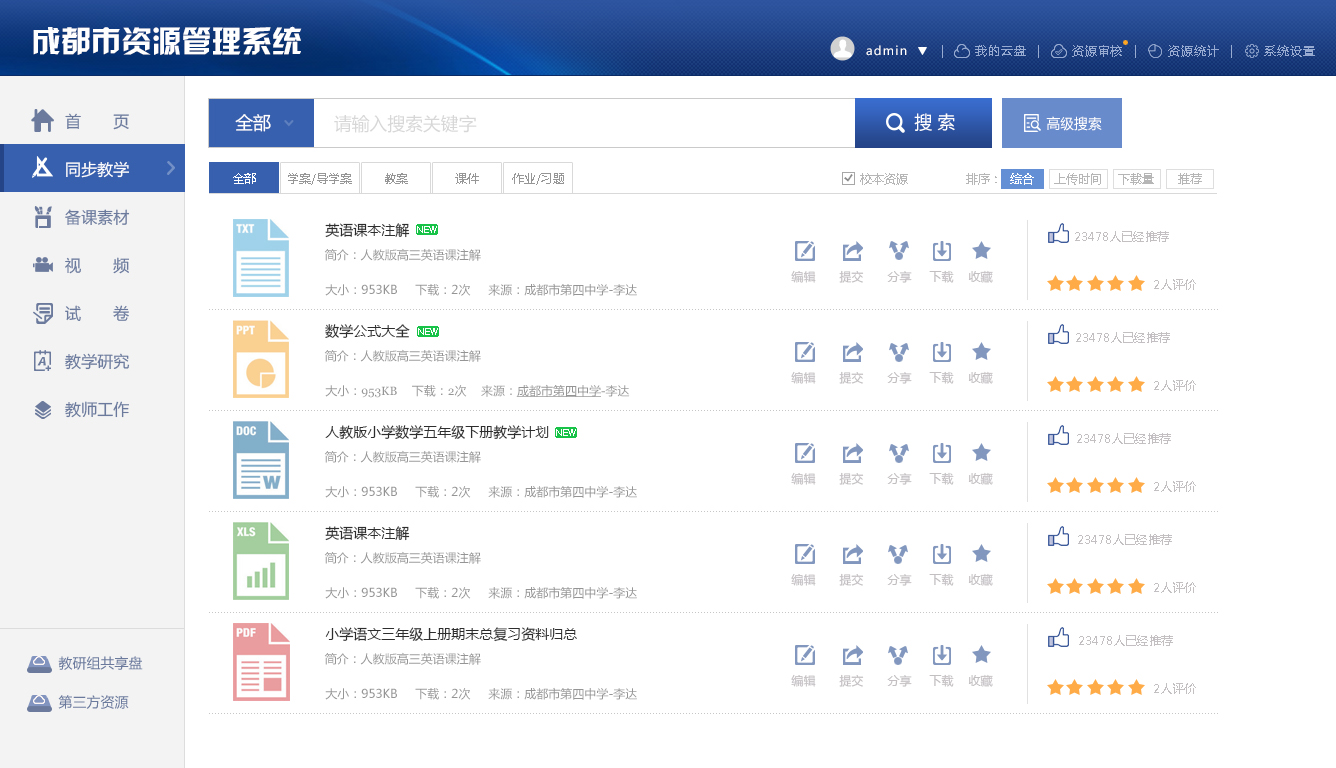 成都市资源管理系统
admin ▼ | 我的云盘 | 资源审核 | 资源统计 | 系统设置
首 页
同步教学
备课素材
视 频
试 卷
教学研究
教师工作
教研组共享盘
第三方资源
全部 请输入搜索关键字 搜 索 高级搜索
全部 学案/导学案 教案 课件 作业/习题 校本资源 排序： 综合 上传时间 下载量 推荐
TXT
英语课本注解 NEW
简介：人教版高三英语课注解
大小：953KB 下载：2次 来源：成都市第四中学-李达
编辑 提交 分享 下载 收藏
23478人已经推荐
2人评价
PPT
数学公式大全 NEW
简介：人教版高三英语课注解
大小：953KB 下载：2次 来源：成都市第四中学-李达
编辑 提交 分享 下载 收藏
23478人已经推荐
2人评价
DOC
W
人教版小学数学五年级下册教学计划 NEW
简介：人教版高三英语课注解
大小：953KB 下载：2次 来源：成都市第四中学-李达
编辑 提交 分享 下载 收藏
23478人已经推荐
2人评价
XLS
英语课本注解
简介：人教版高三英语课注解
大小：953KB 下载：2次 来源：成都市第四中学-李达
编辑 提交 分享 下载 收藏
23478人已经推荐
2人评价
PDF
小学语文三年级上册期末总复习资料归总
简介：人教版高三英语课注解
大小：953KB 下载：2次 来源：成都市第四中学-李达
编辑 提交 分享 下载 收藏
23478人已经推荐
2人评价